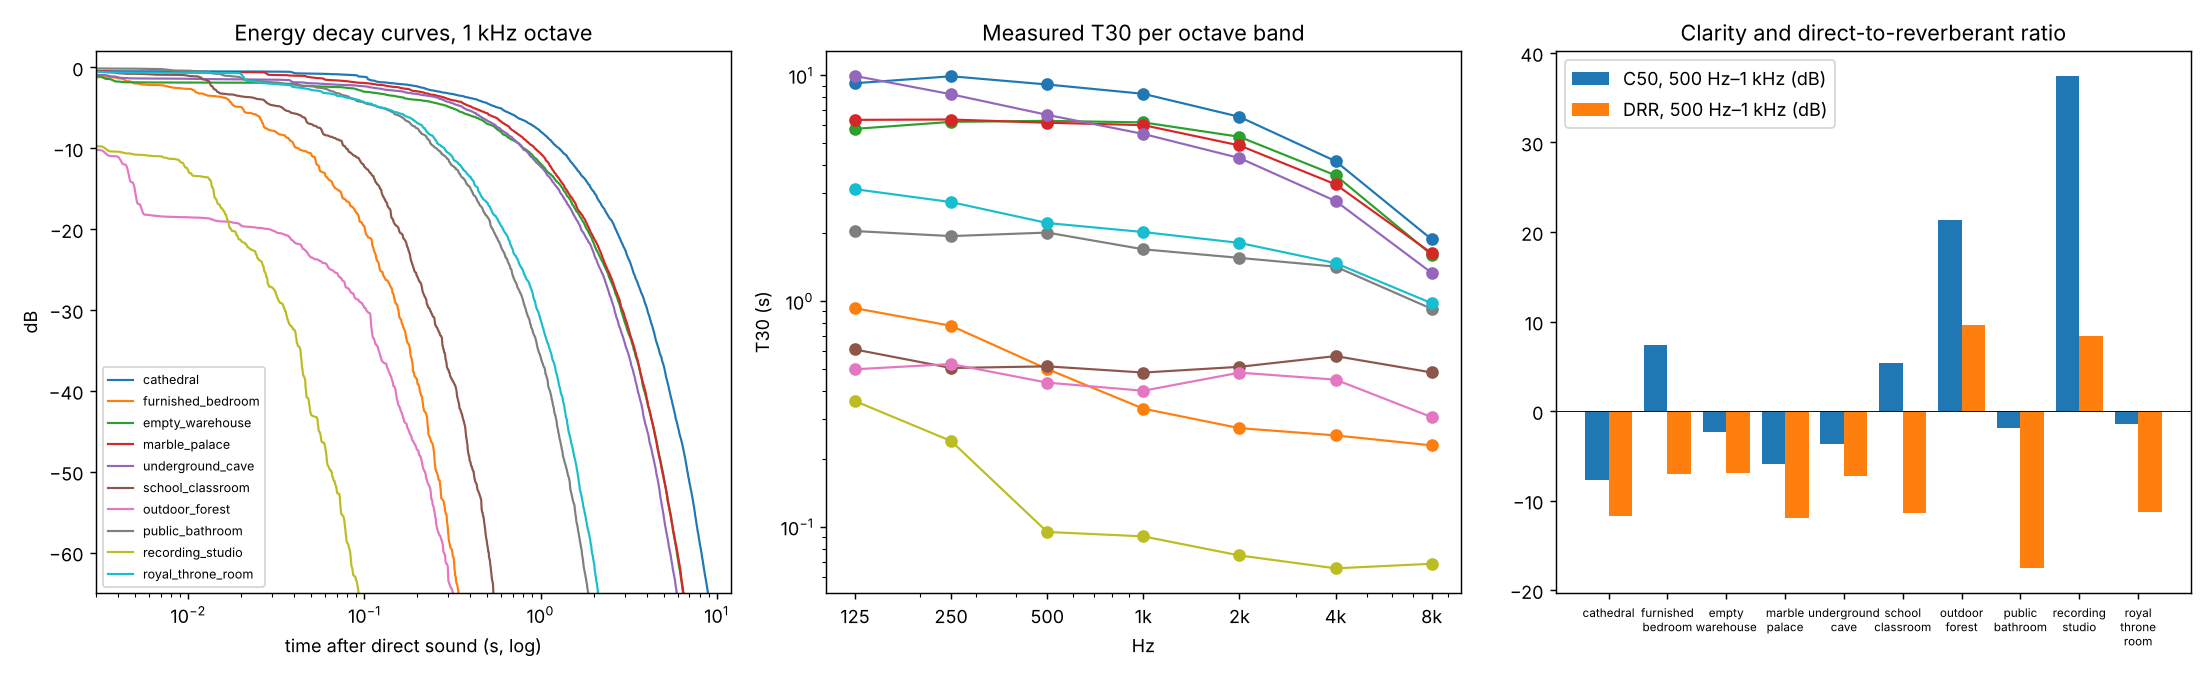 Energy decay curves, 1 kHz octave
0
−10
−20
−30
−40
−50
−60
dB
cathedral
furnished_bedroom
empty_warehouse
marble_palace
underground_cave
school_classroom
outdoor_forest
public_bathroom
recording_studio
royal_throne_room
10⁻² 10⁻¹ 10⁰ 10¹
time after direct sound (s, log)
Measured T30 per octave band
10¹
10⁰
10⁻¹
T30 (s)
125 250 500 1k 2k 4k 8k
Hz
Clarity and direct-to-reverberant ratio
C50, 500 Hz–1 kHz (dB)
DRR, 500 Hz–1 kHz (dB)
40
30
20
10
0
−10
−20
cathedral
furnished
bedroom
empty
warehouse
marble
palace
underground
cave
school
classroom
outdoor
forest
public
bathroom
recording
studio
royal
throne
room